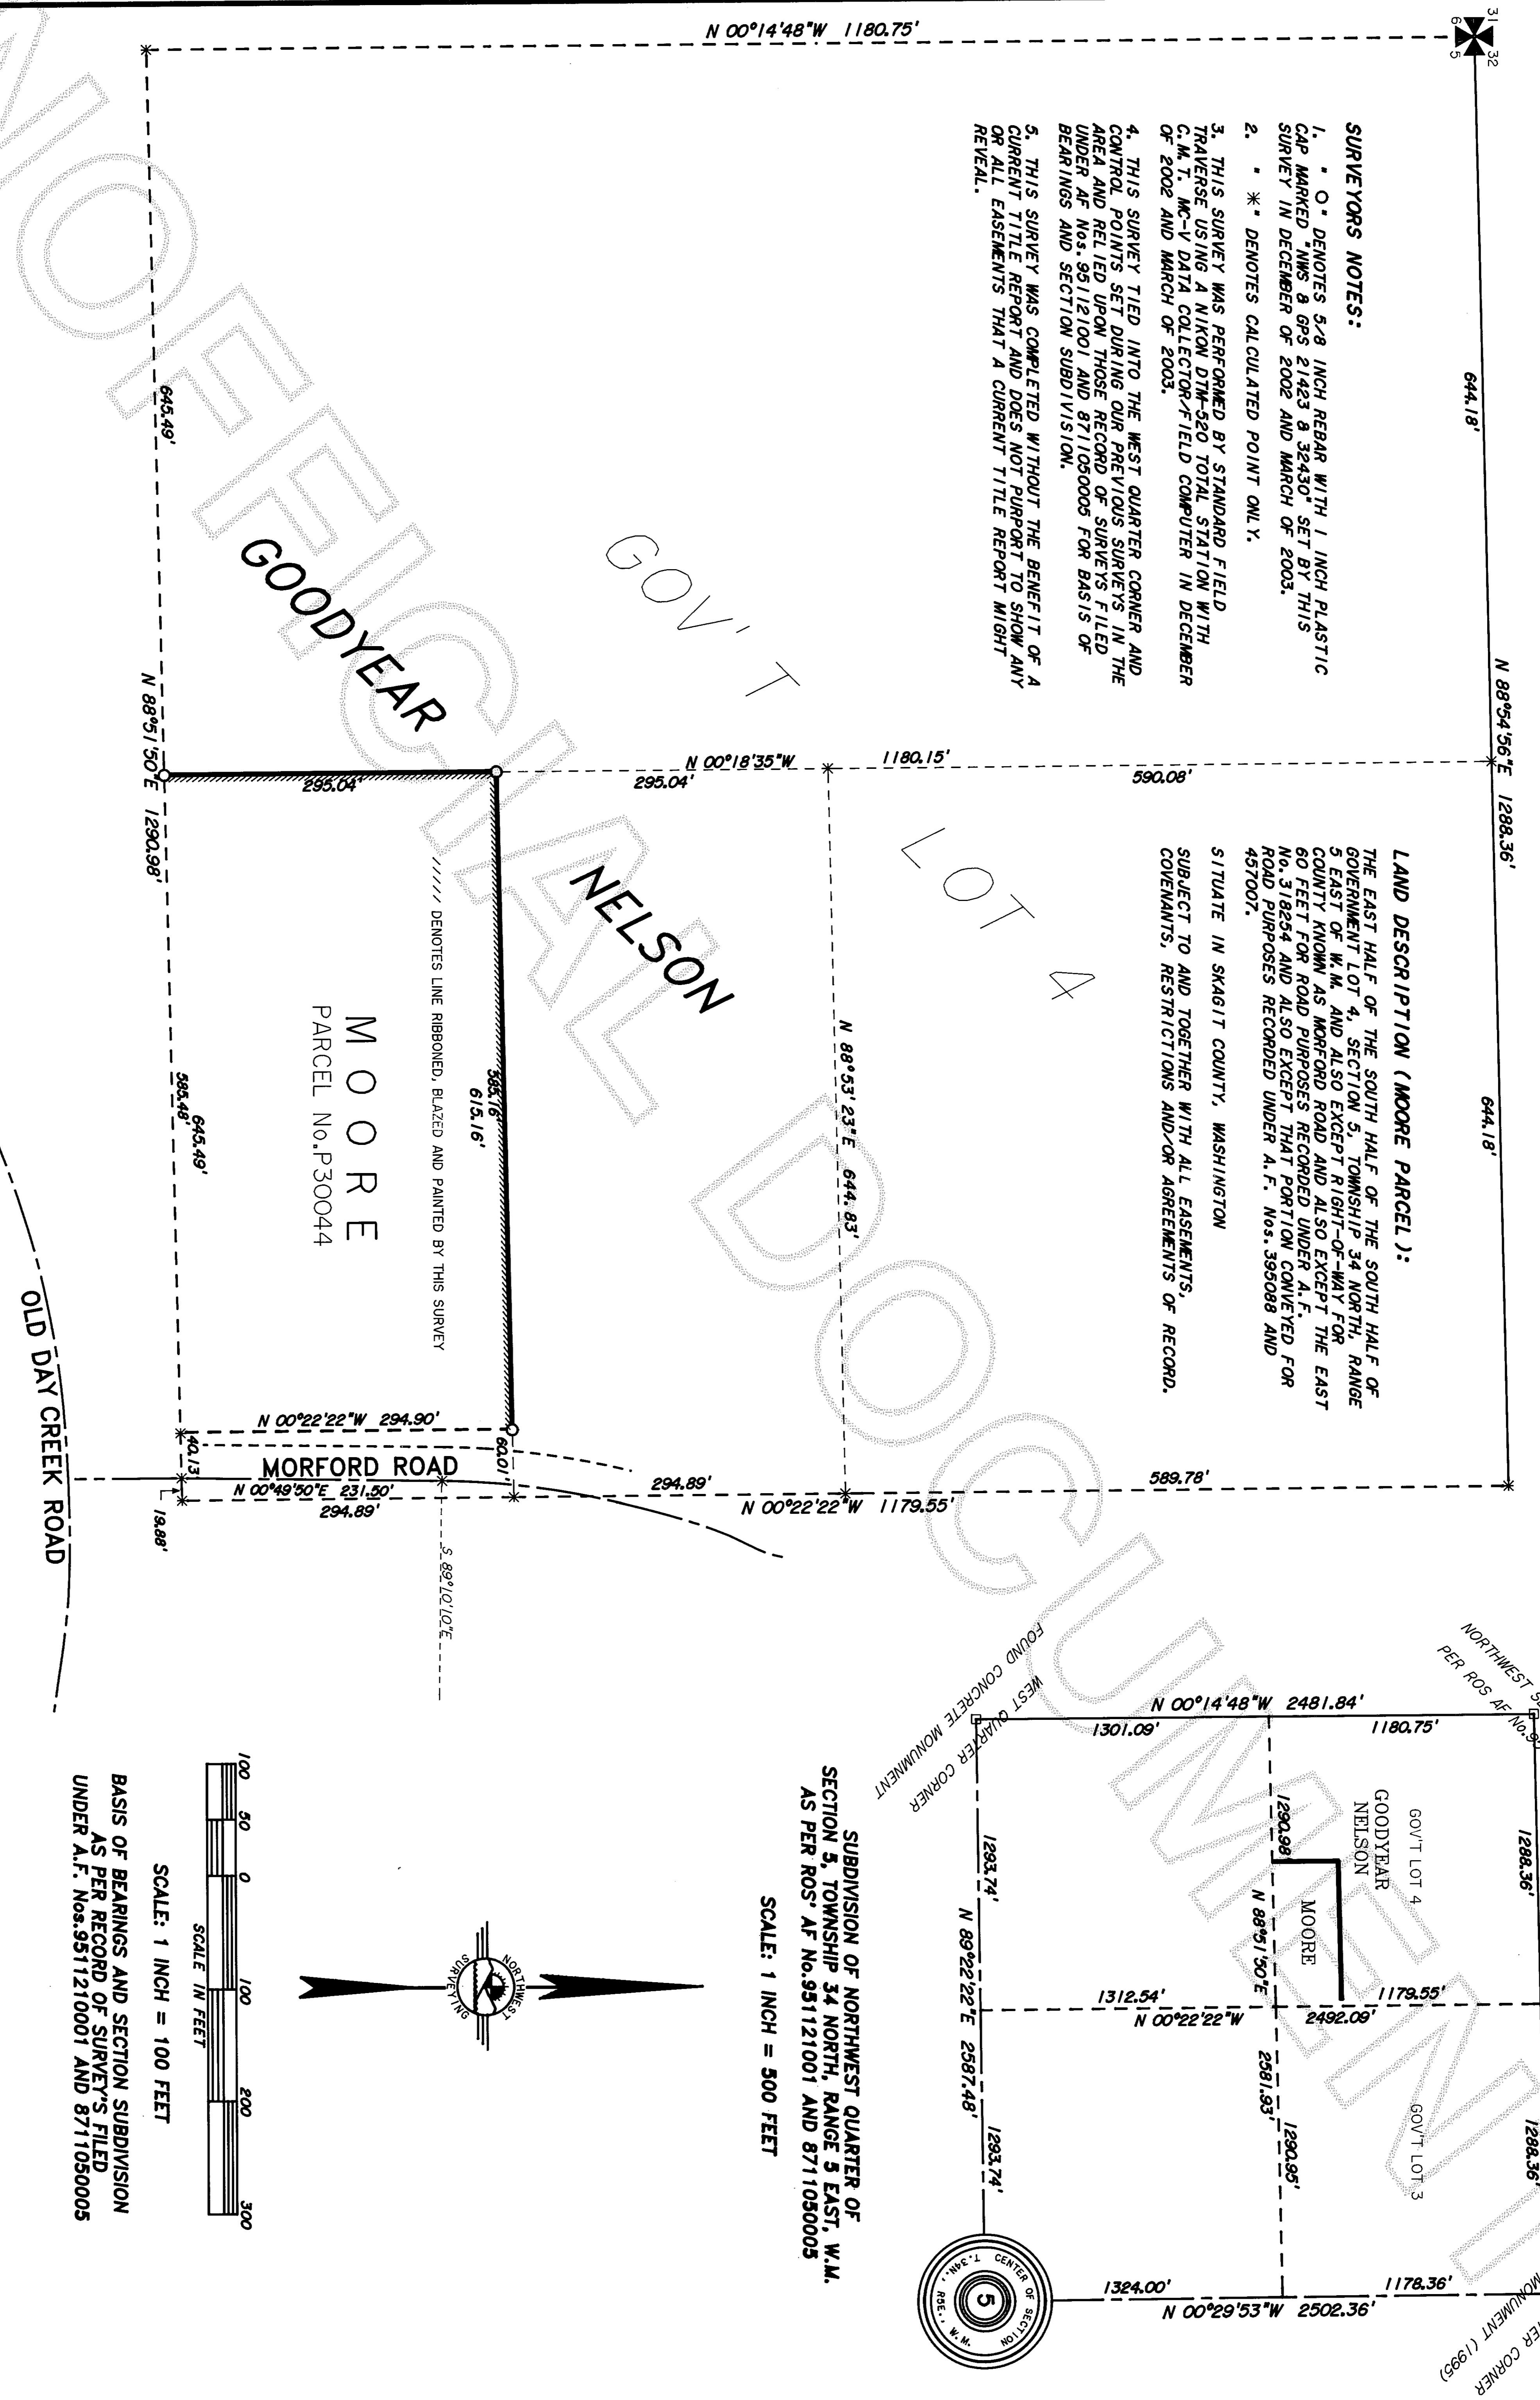 31
32
6
5
N 00°14'48"W 1180.75'
644.18'
N 88°54'56"E 1288.36'
644.18'
SURVEYORS NOTES:
1. " O " DENOTES 5/8 INCH REBAR WITH 1 INCH PLASTIC
CAP MARKED "NWS & GPS 21423 & 32430" SET BY THIS
SURVEY IN DECEMBER OF 2002 AND MARCH OF 2003.
2. " ✳ " DENOTES CALCULATED POINT ONLY.
3. THIS SURVEY WAS PERFORMED BY STANDARD FIELD
TRAVERSE USING A NIKON DTM-520 TOTAL STATION WITH
C.M.T. MC-V DATA COLLECTOR/FIELD COMPUTER IN DECEMBER
OF 2002 AND MARCH OF 2003.
4. THIS SURVEY TIED INTO THE WEST QUARTER CORNER AND
CONTROL POINTS SET DURING OUR PREVIOUS SURVEYS IN THE
AREA AND RELIED UPON THOSE RECORD OF SURVEYS FILED
UNDER AF Nos.951121001 AND 8711050005 FOR BASIS OF
BEARINGS AND SECTION SUBDIVISION.
5. THIS SURVEY WAS COMPLETED WITHOUT THE BENEFIT OF A
CURRENT TITLE REPORT AND DOES NOT PURPORT TO SHOW ANY
OR ALL EASEMENTS THAT A CURRENT TITLE REPORT MIGHT
REVEAL.
LAND DESCRIPTION (MOORE PARCEL):
THE EAST HALF OF THE SOUTH HALF OF THE SOUTH HALF OF
GOVERNMENT LOT 4, SECTION 5, TOWNSHIP 34 NORTH, RANGE
5 EAST OF W.M. AND ALSO EXCEPT RIGHT-OF-WAY FOR
COUNTY KNOWN AS MORFORD ROAD AND ALSO EXCEPT THE EAST
60 FEET FOR ROAD PURPOSES RECORDED UNDER A.F.
No.318254 AND ALSO EXCEPT THAT PORTION CONVEYED FOR
ROAD PURPOSES RECORDED UNDER A.F. Nos.395088 AND
457007.
SITUATE IN SKAGIT COUNTY, WASHINGTON
SUBJECT TO AND TOGETHER WITH ALL EASEMENTS,
COVENANTS, RESTRICTIONS AND/OR AGREEMENTS OF RECORD.
GOV'T
LOT 4
N 00°18'35"W 1180.15'
590.08'
295.04'
295.04'
N 88°53'23"E 644.83'
589.78'
N 00°22'22"W 1179.55'
294.89'
GOODYEAR
NELSON
585.16'
615.16'
///// DENOTES LINE RIBBONED, BLAZED AND PAINTED BY THIS SURVEY
MOORE
PARCEL No.P30044
645.49'
N 88°51'50"E 1290.98'
645.49'
585.48'
N 00°22'22"W 294.90'
60.01'
40.13'
MORFORD ROAD
N 00°49'50"E 231.50'
294.89'
19.88'
S 89°10'10"E
OLD DAY CREEK ROAD
UNOFFICIAL DOCUMENT
NORTHWEST
PER ROS AF No.
1288.36'
1288.36'
N 00°14'48"W 2481.84'
1180.75'
1301.09'
GOV'T LOT 4
GOODYEAR
NELSON
MOORE
GOV'T LOT 3
1290.98'
N 88°51'50"E
2581.93'
1290.95'
1179.55'
1312.54'
N 00°22'22"W
2492.09'
1178.36'
1324.00'
N 00°29'53"W 2502.36'
CORNER
MONUMENT (1995)
WEST QUARTER CORNER
FOUND CONCRETE MONUMENT
1293.74'
N 89°22'22"E 2587.48'
1293.74'
CENTER OF SECTION
5
T.34N., R5E., W.M.
SUBDIVISION OF NORTHWEST QUARTER OF
SECTION 5, TOWNSHIP 34 NORTH, RANGE 5 EAST, W.M.
AS PER ROS' AF No.951121001 AND 8711050005
SCALE: 1 INCH = 500 FEET
NORTHWEST
SURVEYING
100 50 0 100 200 300
SCALE IN FEET
SCALE: 1 INCH = 100 FEET
BASIS OF BEARINGS AND SECTION SUBDIVISION
AS PER RECORD OF SURVEY'S FILED
UNDER A.F. Nos.9511210001 AND 8711050005